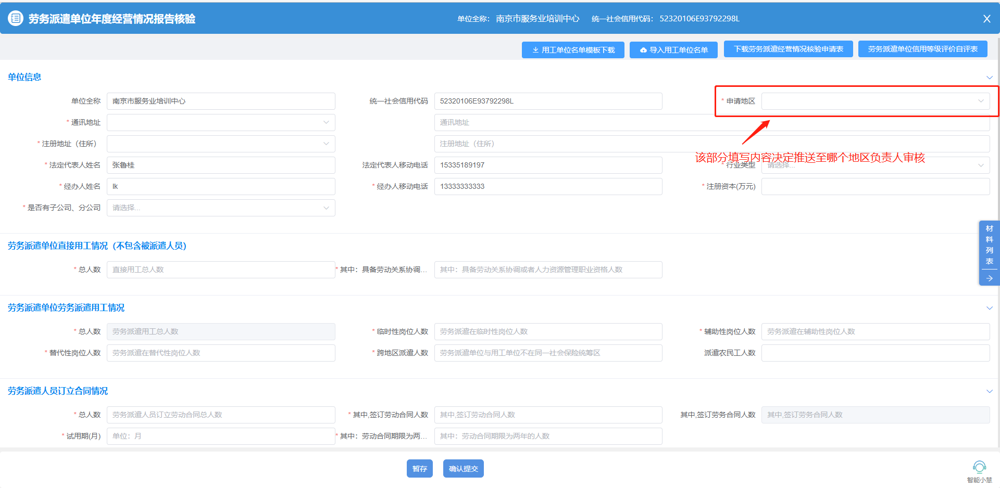 劳务派遣单位年度经营情况报告核验
单位全称： 南京市服务业培训中心 统一社会信用代码： 52320106E93792298L
用工单位名单模板下载 导入用工单位名单 下载劳务派遣经营情况核验申请表 劳务派遣单位信用等级评价自评表
单位信息
单位全称 南京市服务业培训中心 统一社会信用代码 52320106E93792298L * 申请地区
* 通讯地址 通讯地址
* 注册地址（住所） 注册地址（住所）
该部分填写内容决定推送至哪个地区负责人审核
* 法定代表人姓名 张鲁桂 法定代表人移动电话 15335189197 * 行业类型 请选择...
* 经办人姓名 lk * 经办人移动电话 13333333333 * 注册资本(万元)
* 是否有子公司、分公司 请选择...
劳务派遣单位直接用工情况（不包含被派遣人员）
* 总人数 直接用工总人数 * 其中：具备劳动关系协调... 其中：具备劳动关系协调或者人力资源管理职业资格人数
劳务派遣单位劳务派遣用工情况
* 总人数 劳务派遣用工总人数 * 临时性岗位人数 劳务派遣在临时性岗位人数 * 辅助性岗位人数 劳务派遣在辅助性岗位人数
* 替代性岗位人数 劳务派遣在替代性岗位人数 * 跨地区派遣人数 劳务派遣单位与用工单位不在同一社会保险统筹区 派遣农民工人数
劳务派遣人员订立合同情况
* 总人数 劳务派遣人员订立劳动合同总人数 * 其中,签订劳动合同人数 其中,签订劳动合同人数 其中,签订劳务合同人数 其中,签订劳务合同人数
* 试用期(月) 单位：月 * 其中：劳动合同期限为两... 其中：劳动合同期限为两年的人数
材料列表
暂存 确认提交
智能小慧